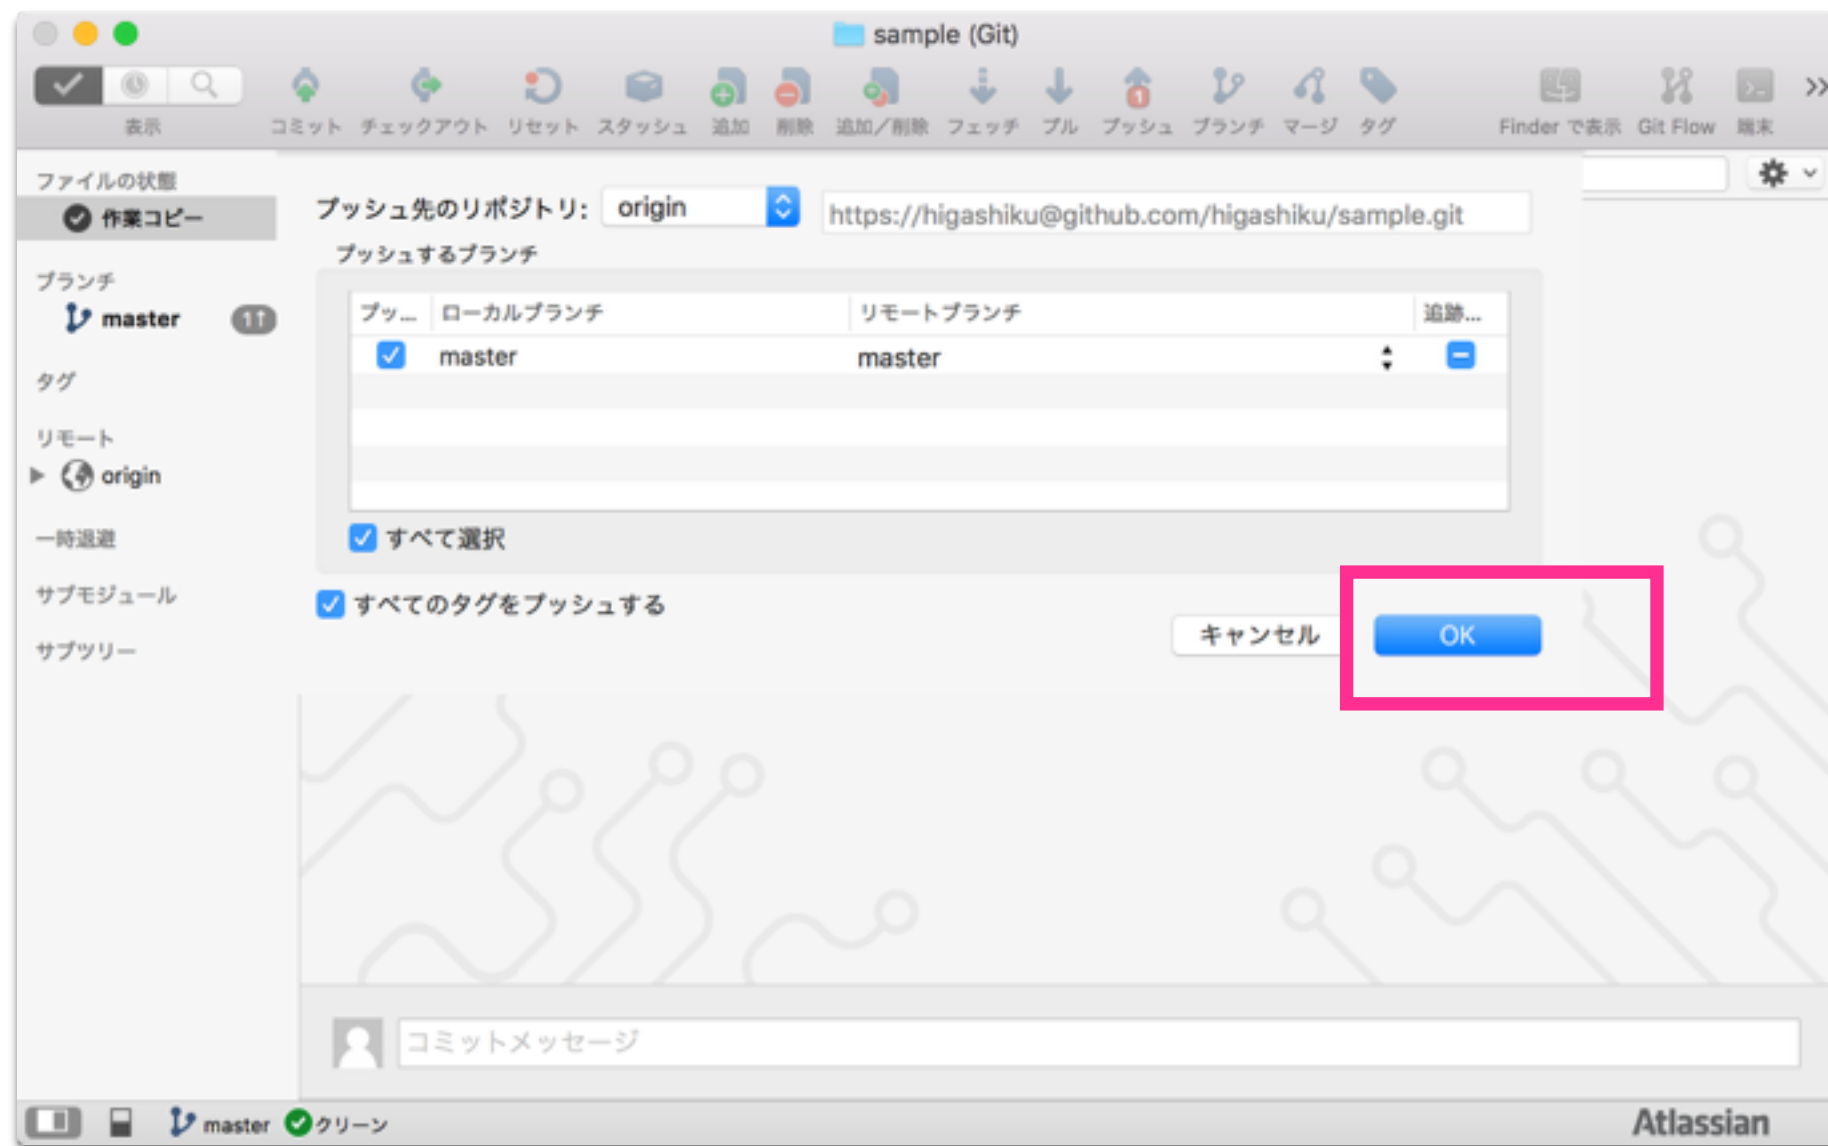 sample (Git)
表示 コミット チェックアウト リセット スタッシュ 追加 削除 追加／削除 フェッチ プル プッシュ ブランチ マージ タグ Finder で表示 Git Flow 端末
ファイルの状態
作業コピー
ブランチ
master 1↑
タグ
リモート
origin
一時退避
サブモジュール
サブツリー
プッシュ先のリポジトリ: origin https://higashiku@github.com/higashiku/sample.git
プッシュするブランチ
プッ... ローカルブランチ リモートブランチ 追跡...
master master
すべて選択
すべてのタグをプッシュする
キャンセル OK
コミットメッセージ
master クリーン Atlassian